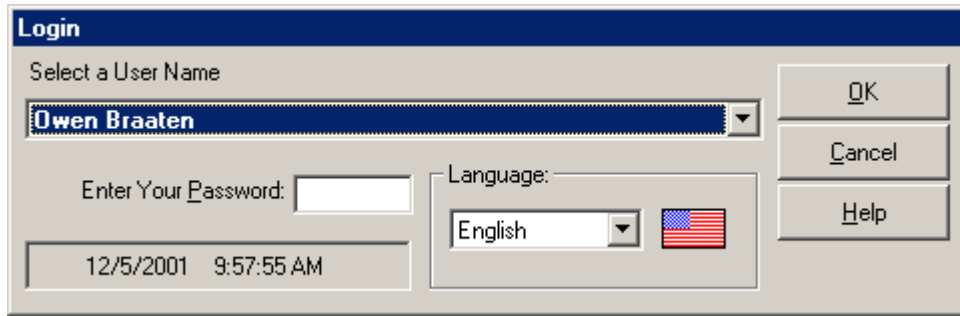 Login
Select a User Name
Owen Braaten
OK
Cancel
Help
Enter Your Password:
Language:
English
12/5/2001 9:57:55 AM